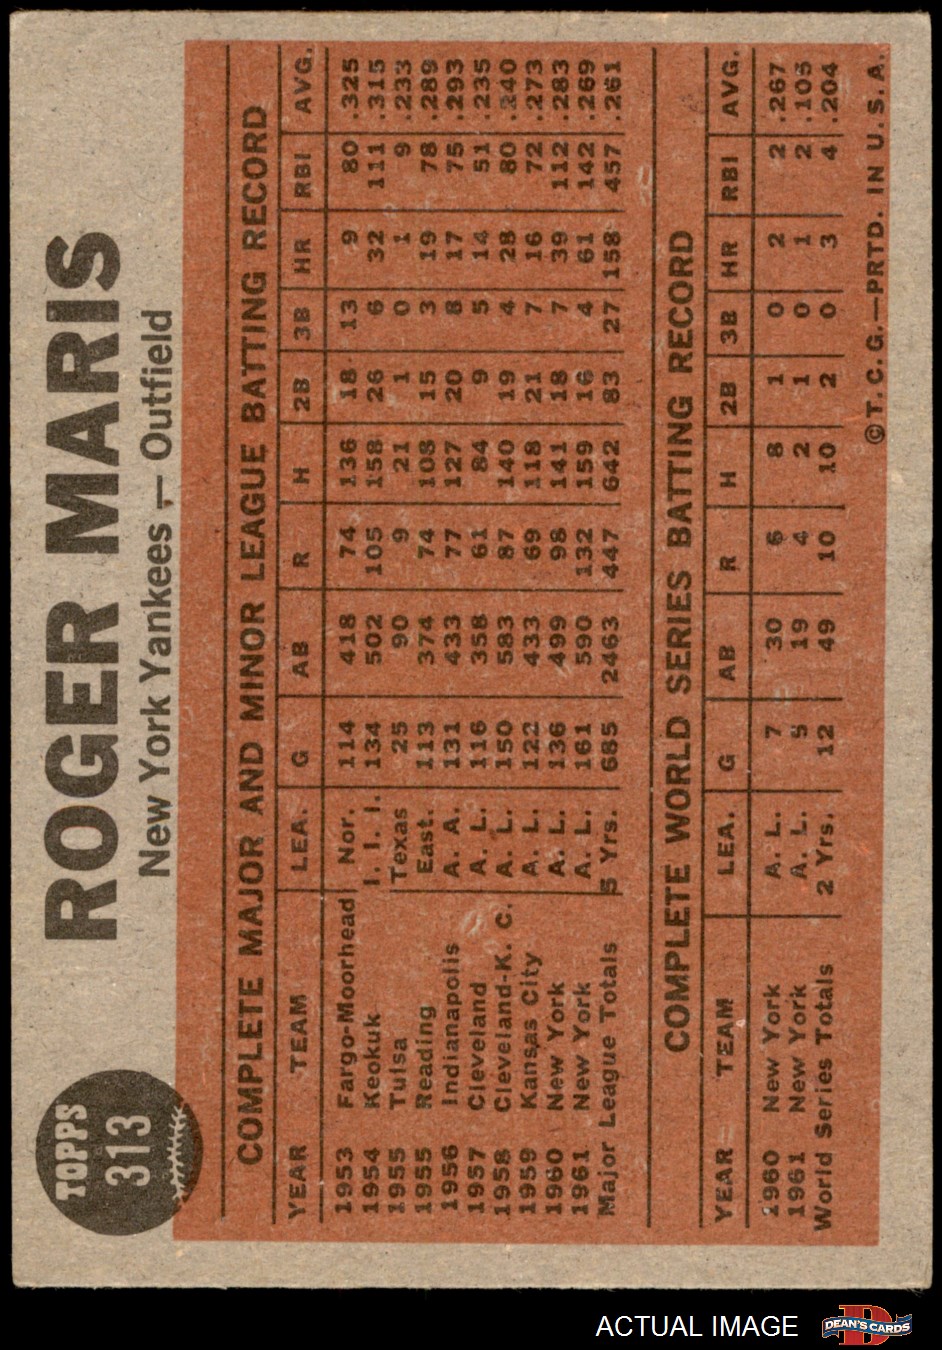 TOPPS
313
ROGER MARIS
New York Yankees — Outfield
COMPLETE MAJOR AND MINOR LEAGUE BATTING RECORD
YEAR TEAM LEA. G AB R H 2B 3B HR RBI AVG.
1953 Fargo-Moorhead Nor. 114 418 74 136 18 13 9 80 .325
1954 Keokuk I. I. I. 134 502 105 158 26 6 32 111 .315
1955 Tulsa Texas 25 90 9 21 1 0 1 9 .233
1955 Reading East. 113 374 74 108 15 3 19 78 .289
1956 Indianapolis A. A. 131 433 77 127 20 8 17 75 .293
1957 Cleveland A. L. 116 358 61 84 9 5 14 51 .235
1958 Cleveland-K. C. A. L. 150 583 87 140 19 4 28 80 .240
1959 Kansas City A. L. 122 433 69 118 21 7 16 72 .273
1960 New York A. L. 136 499 98 141 18 7 39 112 .283
1961 New York A. L. 161 590 132 159 16 4 61 142 .269
Major League Totals 5 Yrs. 685 2463 447 642 83 27 158 457 .261
COMPLETE WORLD SERIES BATTING RECORD
YEAR TEAM LEA. G AB R H 2B 3B HR RBI AVG.
1960 New York A. L. 7 30 6 8 1 0 2 2 .267
1961 New York A. L. 5 19 4 2 1 0 1 2 .105
World Series Totals 2 Yrs. 12 49 10 10 2 0 3 4 .204
©T. C. G.—PRTD. IN U. S. A.
ACTUAL IMAGE
DEAN'S CARDS